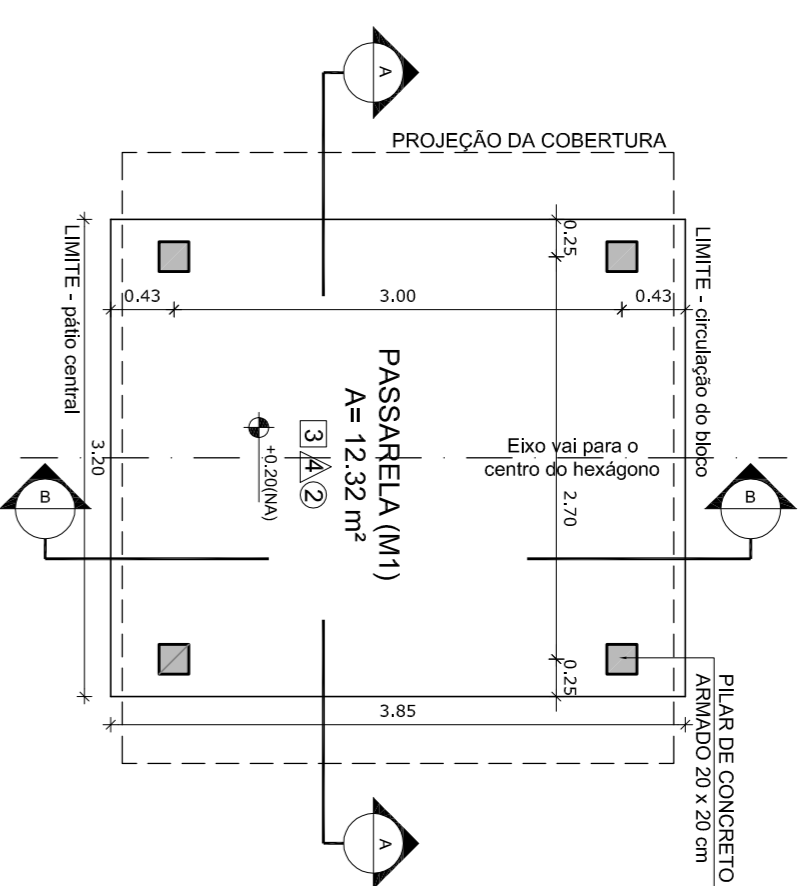 A
PROJEÇÃO DA COBERTURA
LIMITE - pátio central
LIMITE - circulação do bloco
0.25
0.43
3.00
0.43
PASSARELA (M1)
A= 12.32 m²
3 4 2
+0.20(NA)
Eixo vai para o
centro do hexágono
3.20
2.70
B
B
0.25
3.85
PILAR DE CONCRETO
ARMADO 20 x 20 cm
A